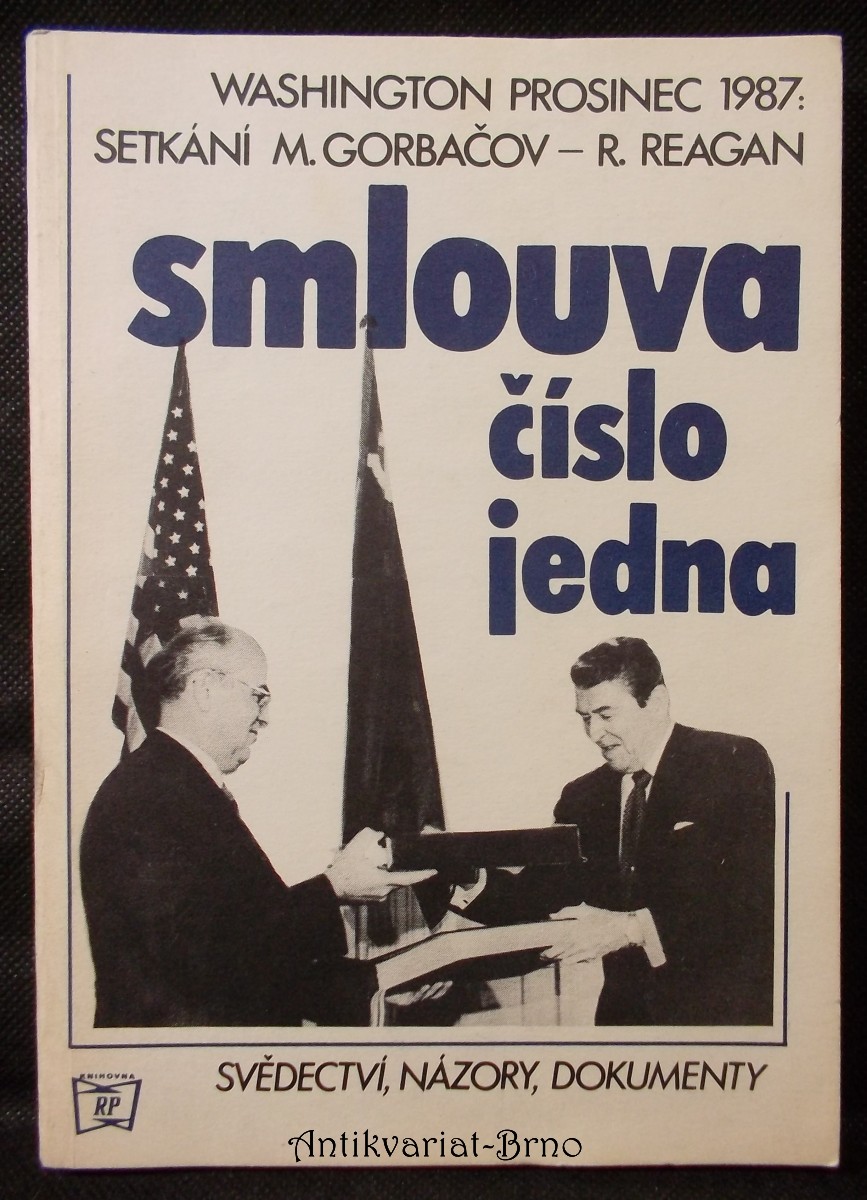 WASHINGTON PROSINEC 1987:
SETKÁNÍ M. GORBAČOV – R. REAGAN
smlouva
číslo
jedna
SVĚDECTVÍ, NÁZORY, DOKUMENTY
KNIHOVNA
RP
Antikvariat-Brno